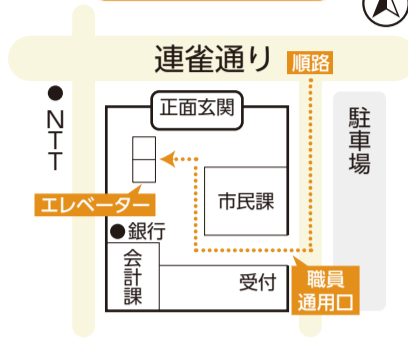 連雀通り
順路
正面玄関
NTT
駐車場
エレベーター
市民課
銀行
会計課
受付
職員
通用口